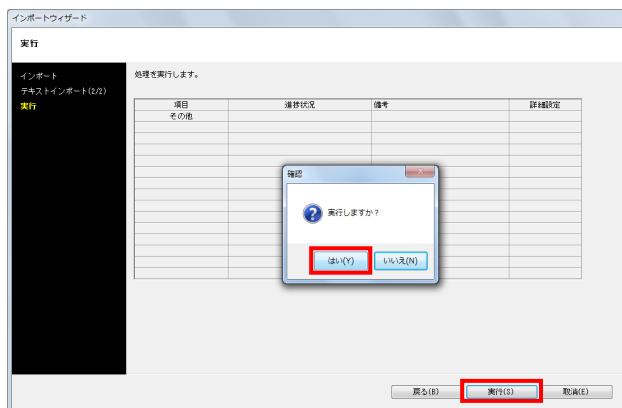 インポートウィザード
実行
インポート
テキストインポート(2/2)
実行
処理を実行します。
項目 進捗状況 備考 詳細設定
その他
確認
実行しますか？
はい(Y) いいえ(N)
戻る(B) 実行(S) 取消(E)